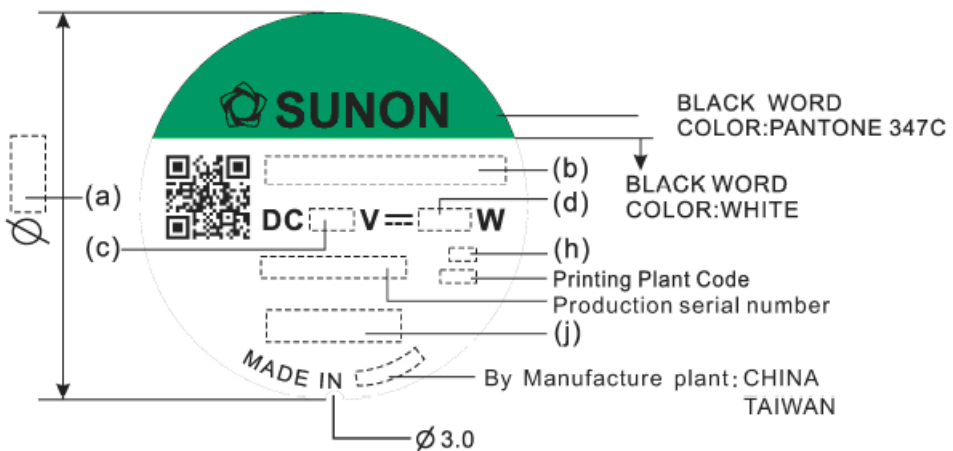 SUNON
BLACK WORD
COLOR:PANTONE 347C
BLACK WORD
COLOR:WHITE
(a)
(b)
(d)
DC V⎓ W
(c)
(h)
Printing Plant Code
Production serial number
(j)
MADE IN
By Manufacture plant: CHINA
TAIWAN
Ø
Ø 3.0